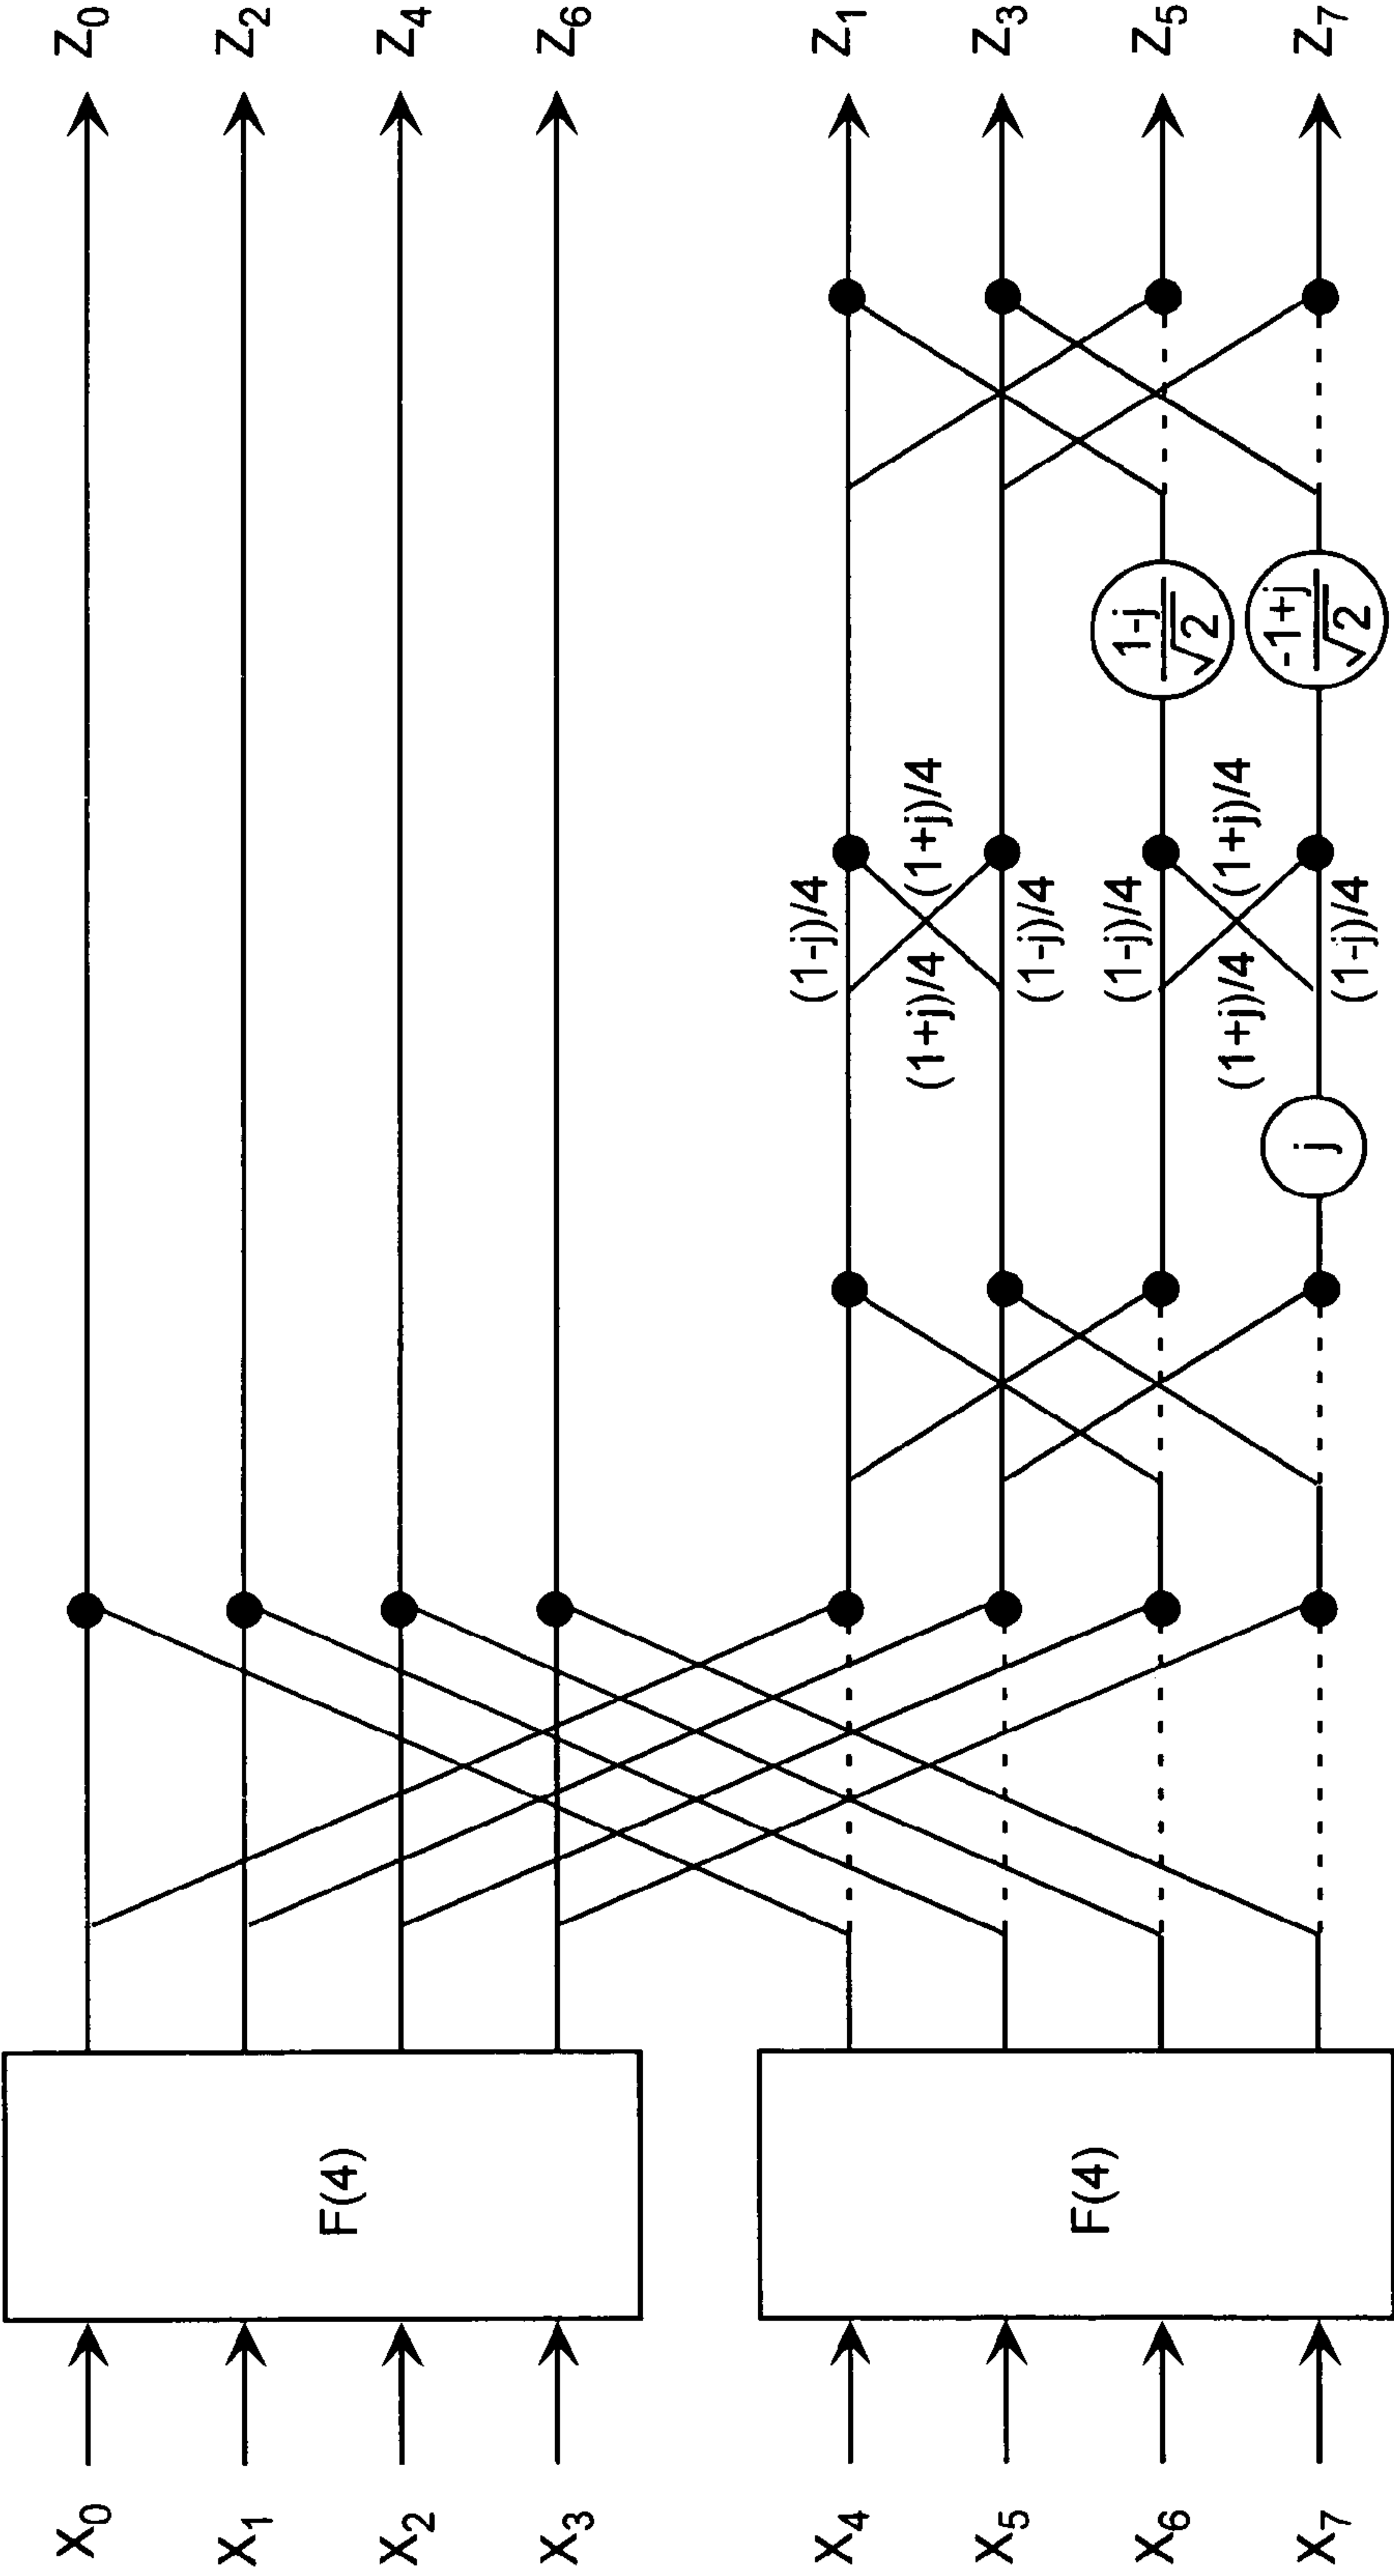 X0
X1
X2
X3
X4
X5
X6
X7
F(4)
F(4)
j
(1-j)/4
(1+j)/4
(1+j)/4
(1-j)/4
(1-j)/4
(1+j)/4
(1+j)/4
(1-j)/4
1-j
√2
-1+j
√2
Z0
Z2
Z4
Z6
Z1
Z3
Z5
Z7